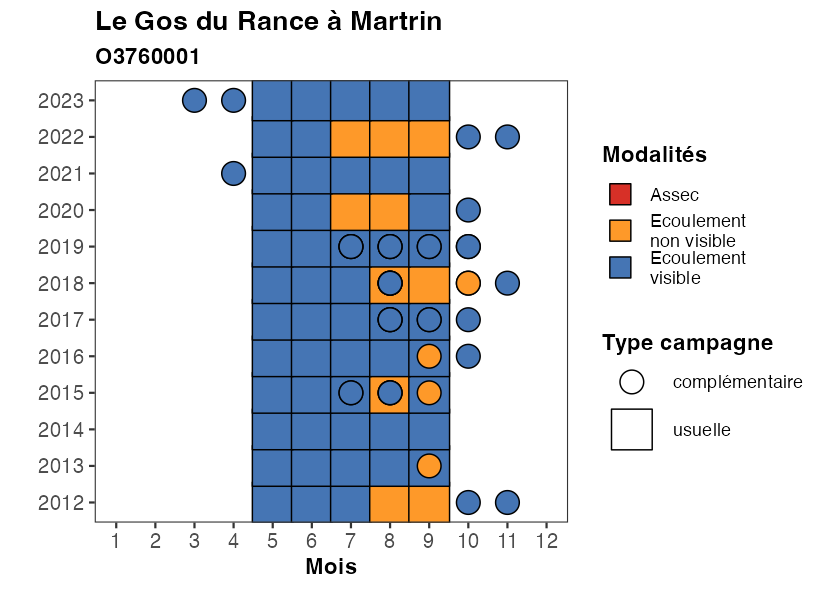 Le Gos du Rance à Martrin
O3760001
2023
2022
2021
2020
2019
2018
2017
2016
2015
2014
2013
2012
1 2 3 4 5 6 7 8 9 10 11 12
Mois
Modalités
Assec
Ecoulement
non visible
Ecoulement
visible
Type campagne
complémentaire
usuelle